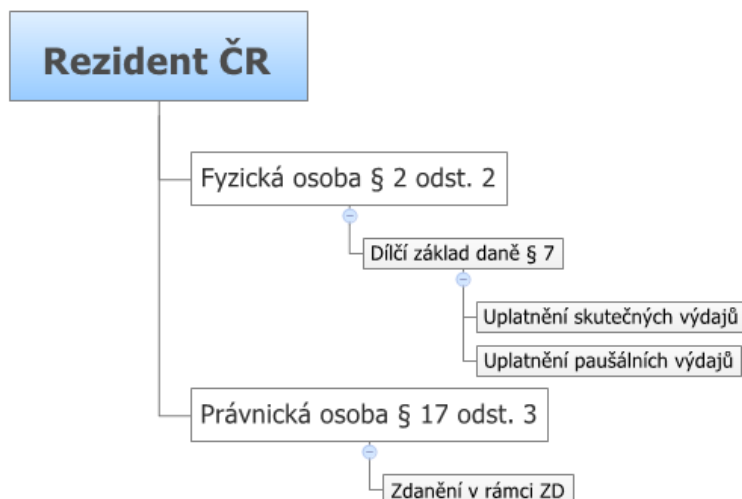 Rezident ČR
Fyzická osoba § 2 odst. 2
Dílčí základ daně § 7
Uplatnění skutečných výdajů
Uplatnění paušálních výdajů
Právnická osoba § 17 odst. 3
Zdanění v rámci ZD